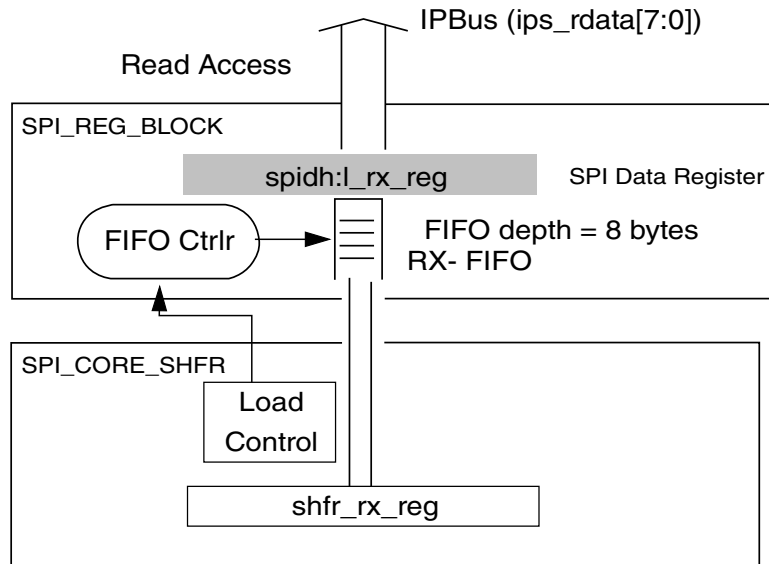 IPBus (ips_rdata[7:0])
Read Access
SPI_REG_BLOCK
spidh:l_rx_reg
SPI Data Register
FIFO Ctrlr
FIFO depth = 8 bytes
RX- FIFO
SPI_CORE_SHFR
Load
Control
shfr_rx_reg